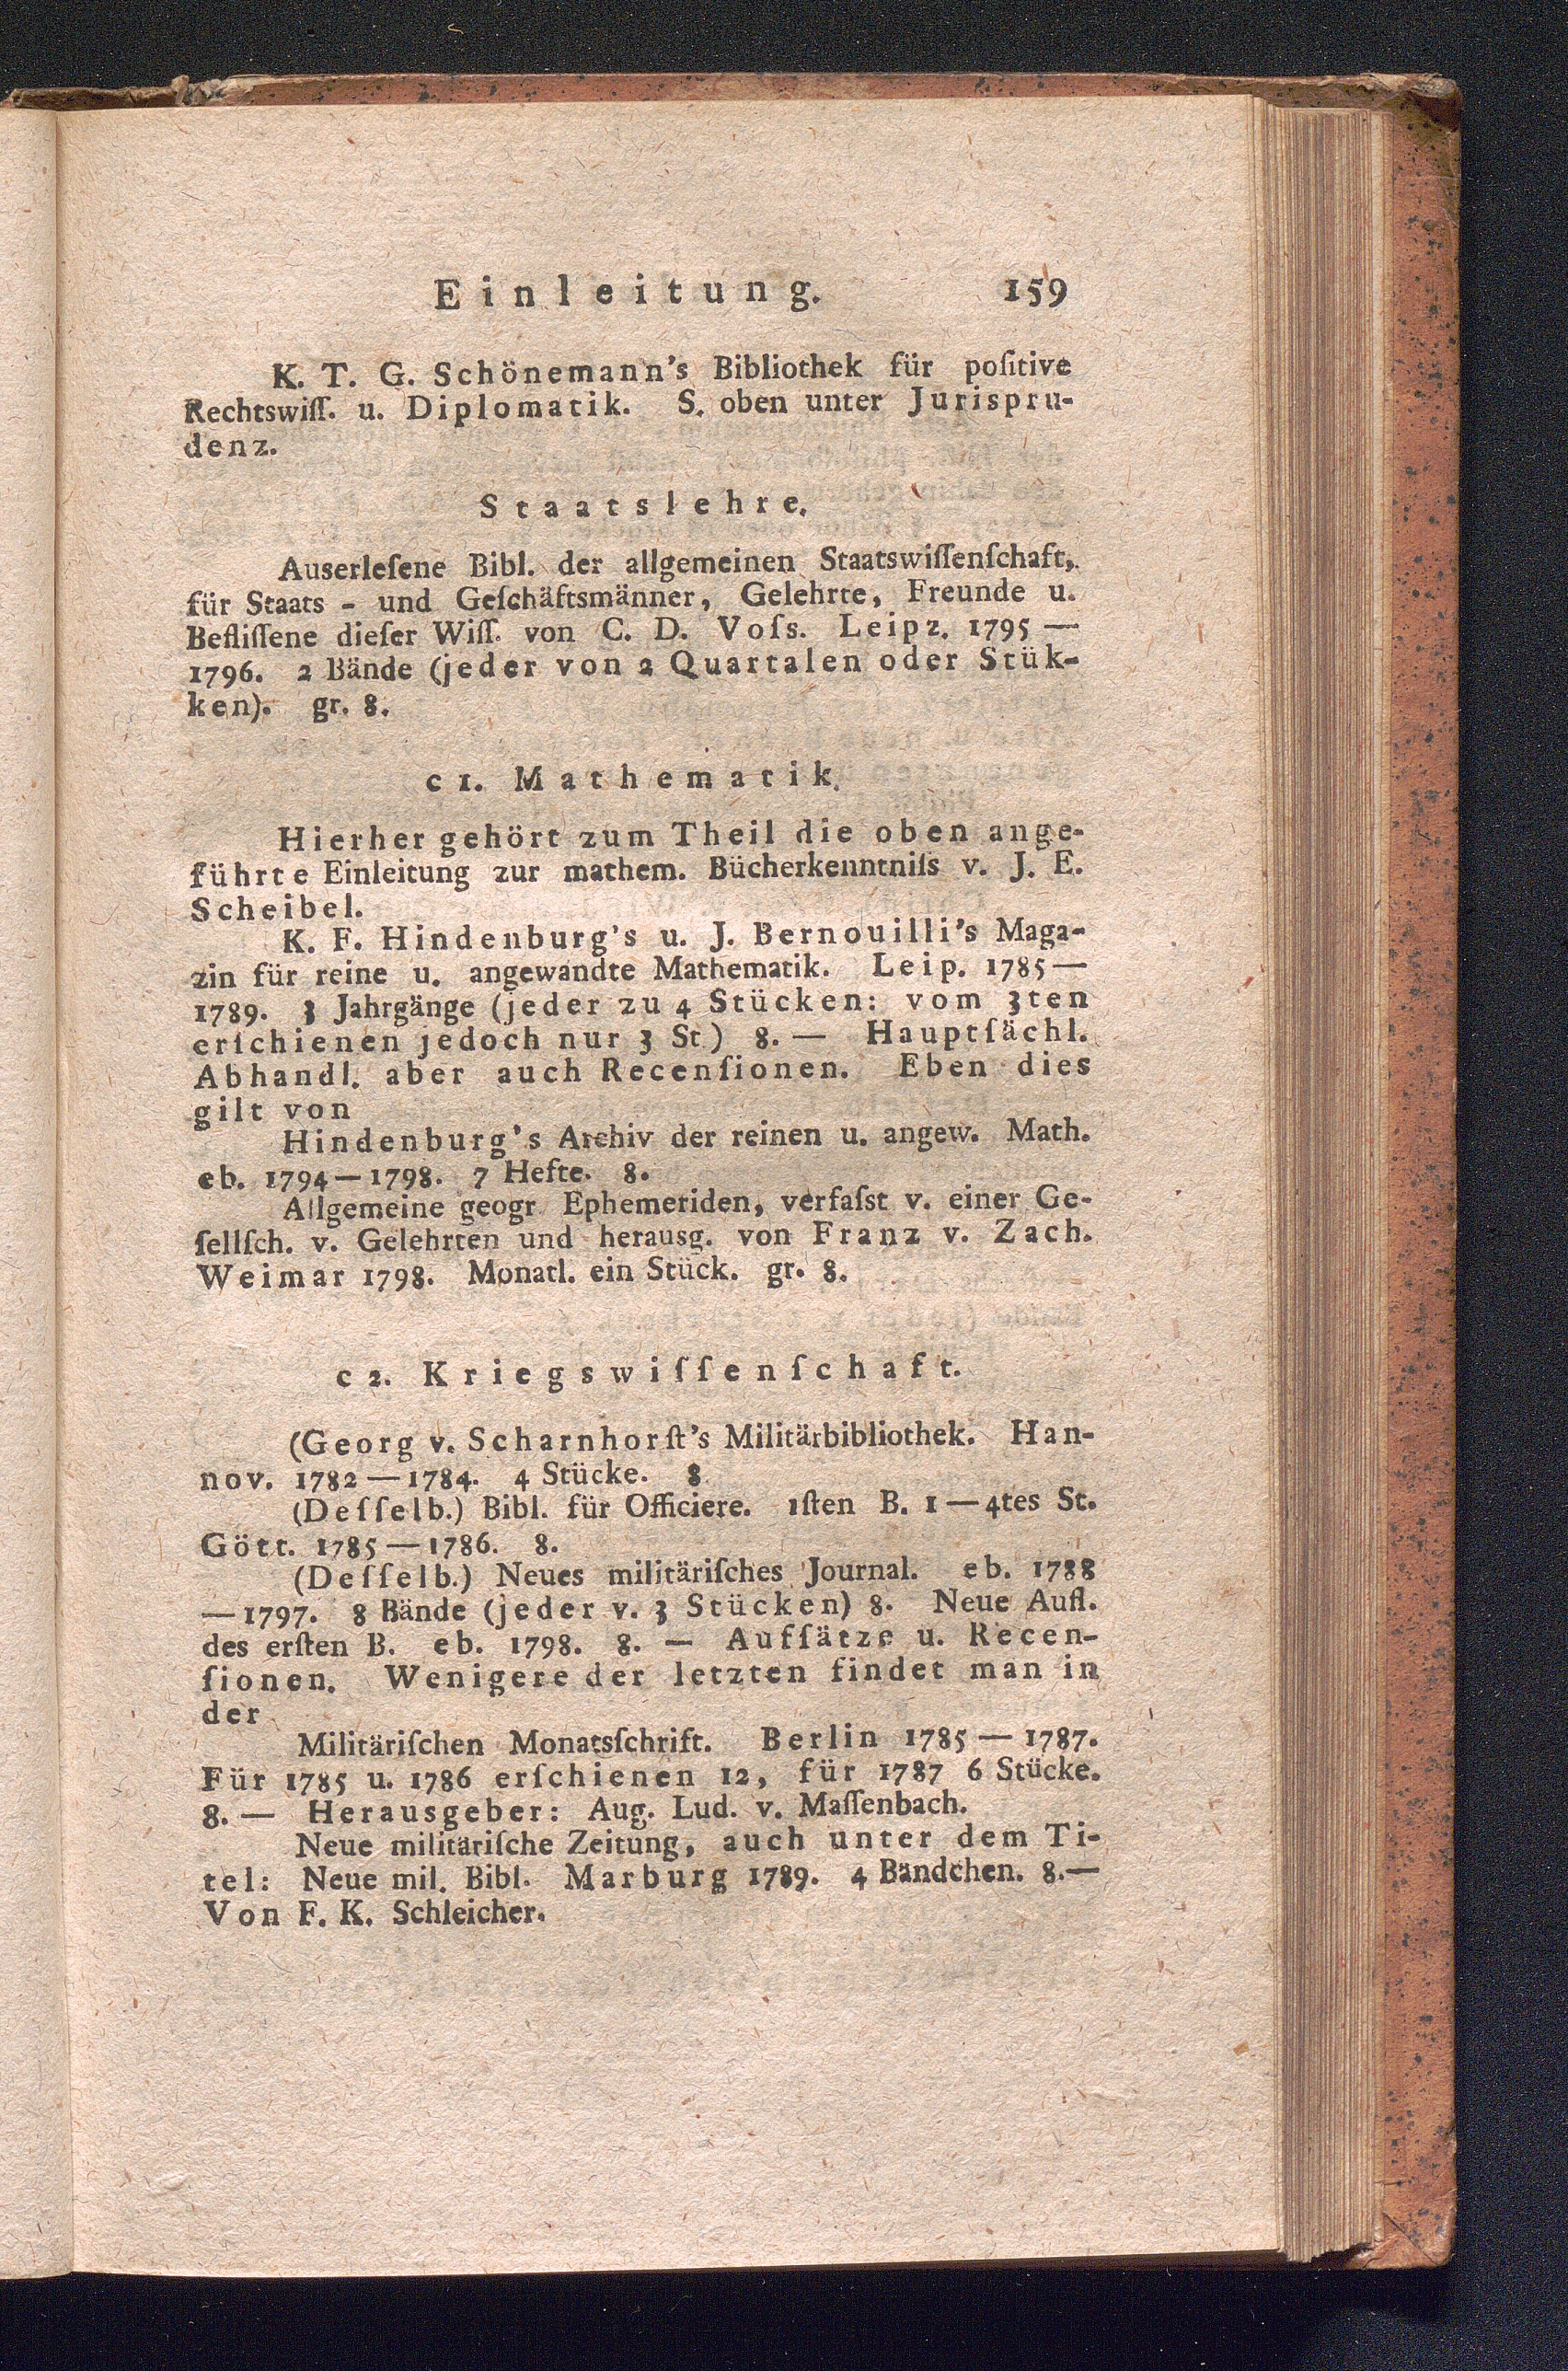 Einleitung. 159
K. T. G. Schönemann's Bibliothek für poſitive
Rechtswiſſ. u. Diplomatik. S. oben unter Jurispru-
denz.
Staatslehre.
Auserleſene Bibl. der allgemeinen Staatswiſſenſchaft,
für Staats - und Geſchäftsmänner, Gelehrte, Freunde u.
Befliſſene dieſer Wiſſ. von C. D. Voſs. Leipz. 1795 —
1796. 2 Bände (jeder von 2 Quartalen oder Stük-
ken). gr. 8.
c 1. Mathematik.
Hierher gehört zum Theil die oben ange-
führte Einleitung zur mathem. Bücherkenntniſs v. J. E.
Scheibel.
K. F. Hindenburg's u. J. Bernouilli's Maga-
zin für reine u. angewandte Mathematik. Leip. 1785 —
1789. 3 Jahrgänge (jeder zu 4 Stücken: vom 3ten
erſchienen jedoch nur 3 St.) 8. — Hauptſächl.
Abhandl. aber auch Recenſionen. Eben dies
gilt von
Hindenburg's Archiv der reinen u. angew. Math.
eb. 1794 — 1798. 7 Hefte. 8.
Allgemeine geogr. Ephemeriden, verfaſst v. einer Ge-
ſellſch. v. Gelehrten und herausg. von Franz v. Zach.
Weimar 1798. Monatl. ein Stück. gr. 8.
c 2. Kriegswiſſenſchaft.
(Georg v. Scharnhorſt's Militärbibliothek. Han-
nov. 1782 — 1784. 4 Stücke. 8
(Deſſelb.) Bibl. für Officiere. 1ſten B. 1 — 4tes St.
Gött. 1785 — 1786. 8.
(Deſſelb.) Neues militäriſches Journal. eb. 1788
— 1797. 8 Bände (jeder v. 3 Stücken) 8. Neue Aufl.
des erſten B. eb. 1798. 8. — Aufſätze u. Recen-
ſionen. Wenigere der letzten findet man in
der
Militäriſchen Monatsſchrift. Berlin 1785 — 1787.
Für 1785 u. 1786 erſchienen 12, für 1787 6 Stücke.
8. — Herausgeber: Aug. Lud. v. Maſſenbach.
Neue militäriſche Zeitung, auch unter dem Ti-
tel: Neue mil. Bibl. Marburg 1789. 4 Bändchen. 8.—
Von F. K. Schleicher.